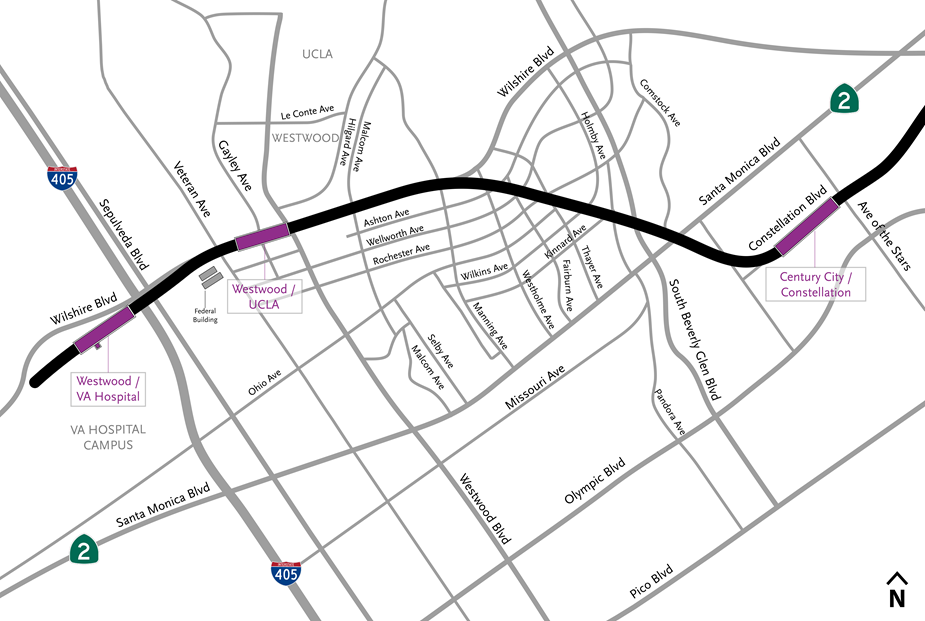 UCLA
Wilshire Blvd
Comstock Ave
2
Le Conte Ave
WESTWOOD
Hilgard Ave
Malcom Ave
Holmby Ave
Gayley Ave
Veteran Ave
Santa Monica Blvd
405
Sepulveda Blvd
Constellation Blvd
Ave of the Stars
Ashton Ave
Wellworth Ave
Rochester Ave
Kinnard Ave
Thayer Ave
Wilkins Ave
Fairburn Ave
Westholme Ave
Century City /
Constellation
Westwood /
UCLA
Federal
Building
Wilshire Blvd
Manning Ave
South Beverly Glen Blvd
Selby Ave
Malcom Ave
Westwood /
VA Hospital
Ohio Ave
Missouri Ave
Pandora Ave
VA HOSPITAL
CAMPUS
Santa Monica Blvd
Westwood Blvd
Olympic Blvd
2
405
Pico Blvd
N